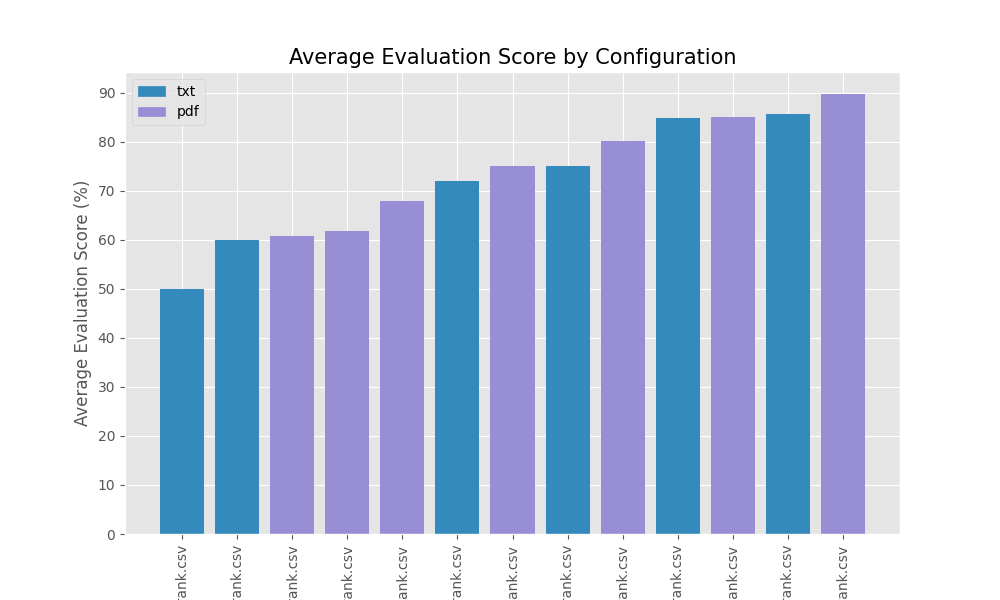 Average Evaluation Score by Configuration
txt
pdf
Average Evaluation Score (%)
90
80
70
60
50
40
30
20
10
0
rank.csv
rank.csv
rank.csv
rank.csv
rank.csv
rank.csv
rank.csv
rank.csv
rank.csv
rank.csv
rank.csv
rank.csv
rank.csv